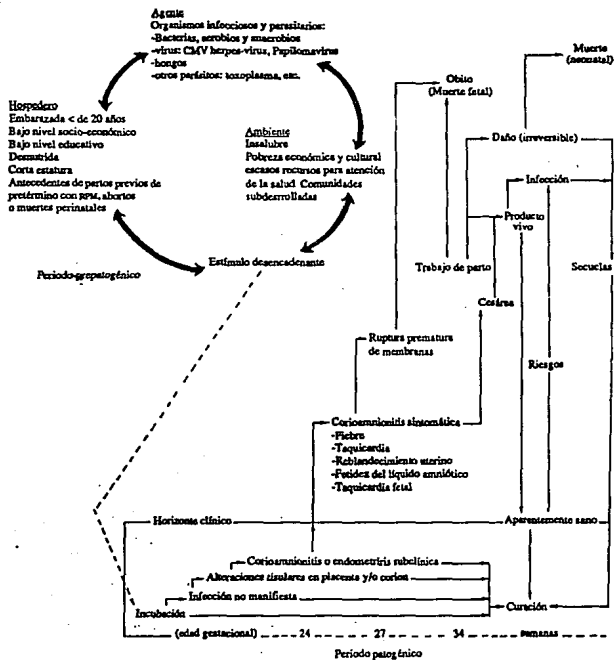 Agente
Organismos infecciosos y parasitarios:
-Bacterias, aerobios y anaerobios
-virus: CMV herpes-virus, Papilomavirus
-hongos
-otros parásitos: toxoplasma, etc.
Hospedero
Embarazada < de 20 años
Bajo nivel socio-económico
Bajo nivel educativo
Desnutrida
Corta estatura
Antecedentes de partos previos de
pretérmino con RPM, abortos
o muertes perinatales
Ambiente
Insalubre
Pobreza económica y cultural
escasos recursos para atención
de la salud Comunidades
subdesarrolladas
Estímulo desencadenante
Periodo prepatogénico
Muerte
(neonatal)
Obito
(Muerte fetal)
Daño (irreversible)
Infección
Producto
vivo
Trabajo de parto
Secuelas
Cesárea
Ruptura prematura
de membranas
Riesgos
Corioamnionitis sintomática
-Fiebre
-Taquicardia
-Reblandecimiento uterino
-Fetidez del líquido amniótico
-Taquicardia fetal
Horizonte clínico
Aparentemente sano
Corioamnionitis o endometritis subclínica
Alteraciones tisulares en placenta y/o corion
Infección no manifiesta
Incubación
Curación
(edad gestacional) 24 27 34 semanas
Periodo patogénico